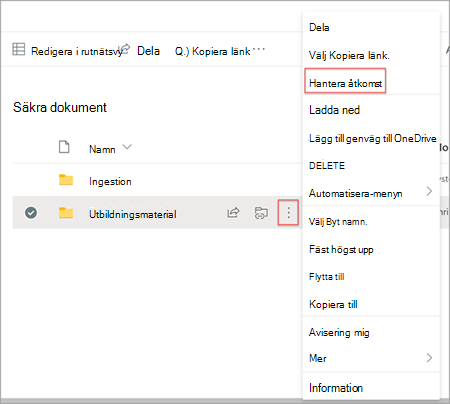 Redigera i rutnätsvy Dela Q.) Kopiera länk ...
Säkra dokument
Namn
Ingestion
Utbildningsmaterial
Dela
Välj Kopiera länk.
Hantera åtkomst
Ladda ned
Lägg till genväg till OneDrive
DELETE
Automatisera-menyn
Välj Byt namn.
Fäst högst upp
Flytta till
Kopiera till
Avisering mig
Mer
Information